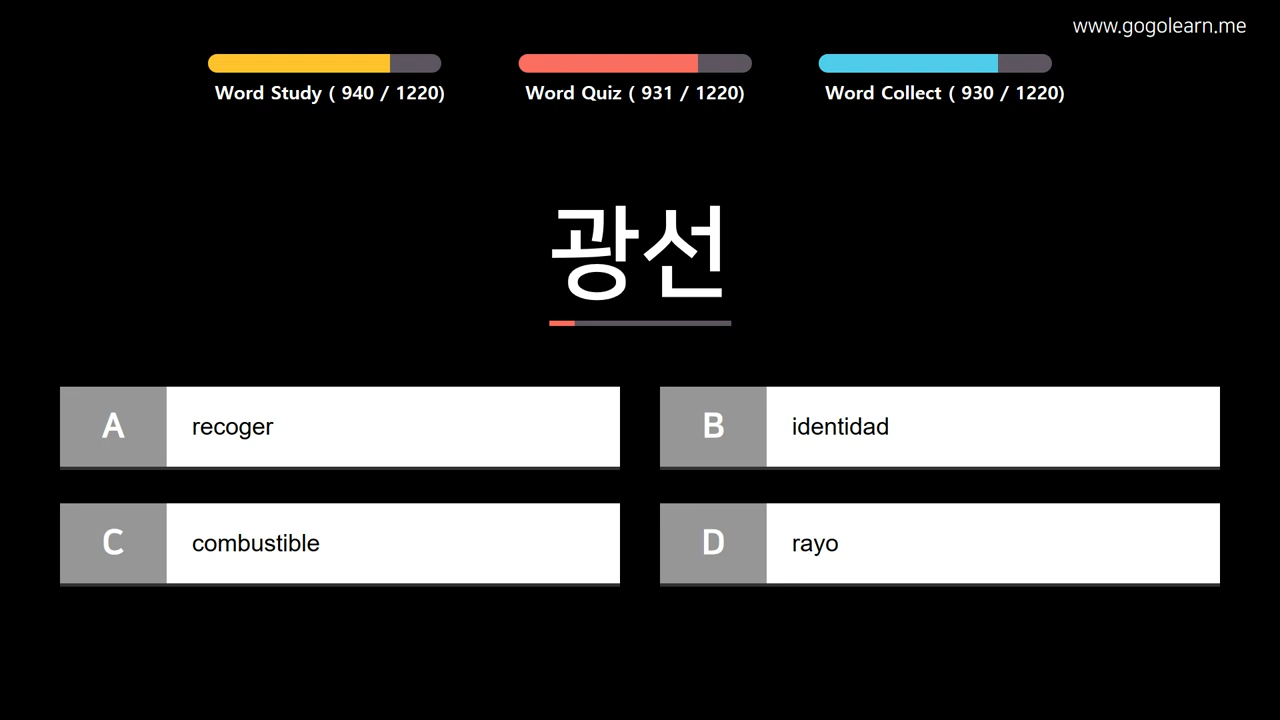 www.gogolearn.me
Word Study ( 940 / 1220)
Word Quiz ( 931 / 1220)
Word Collect ( 930 / 1220)
광선
A
recoger
B
identidad
C
combustible
D
rayo